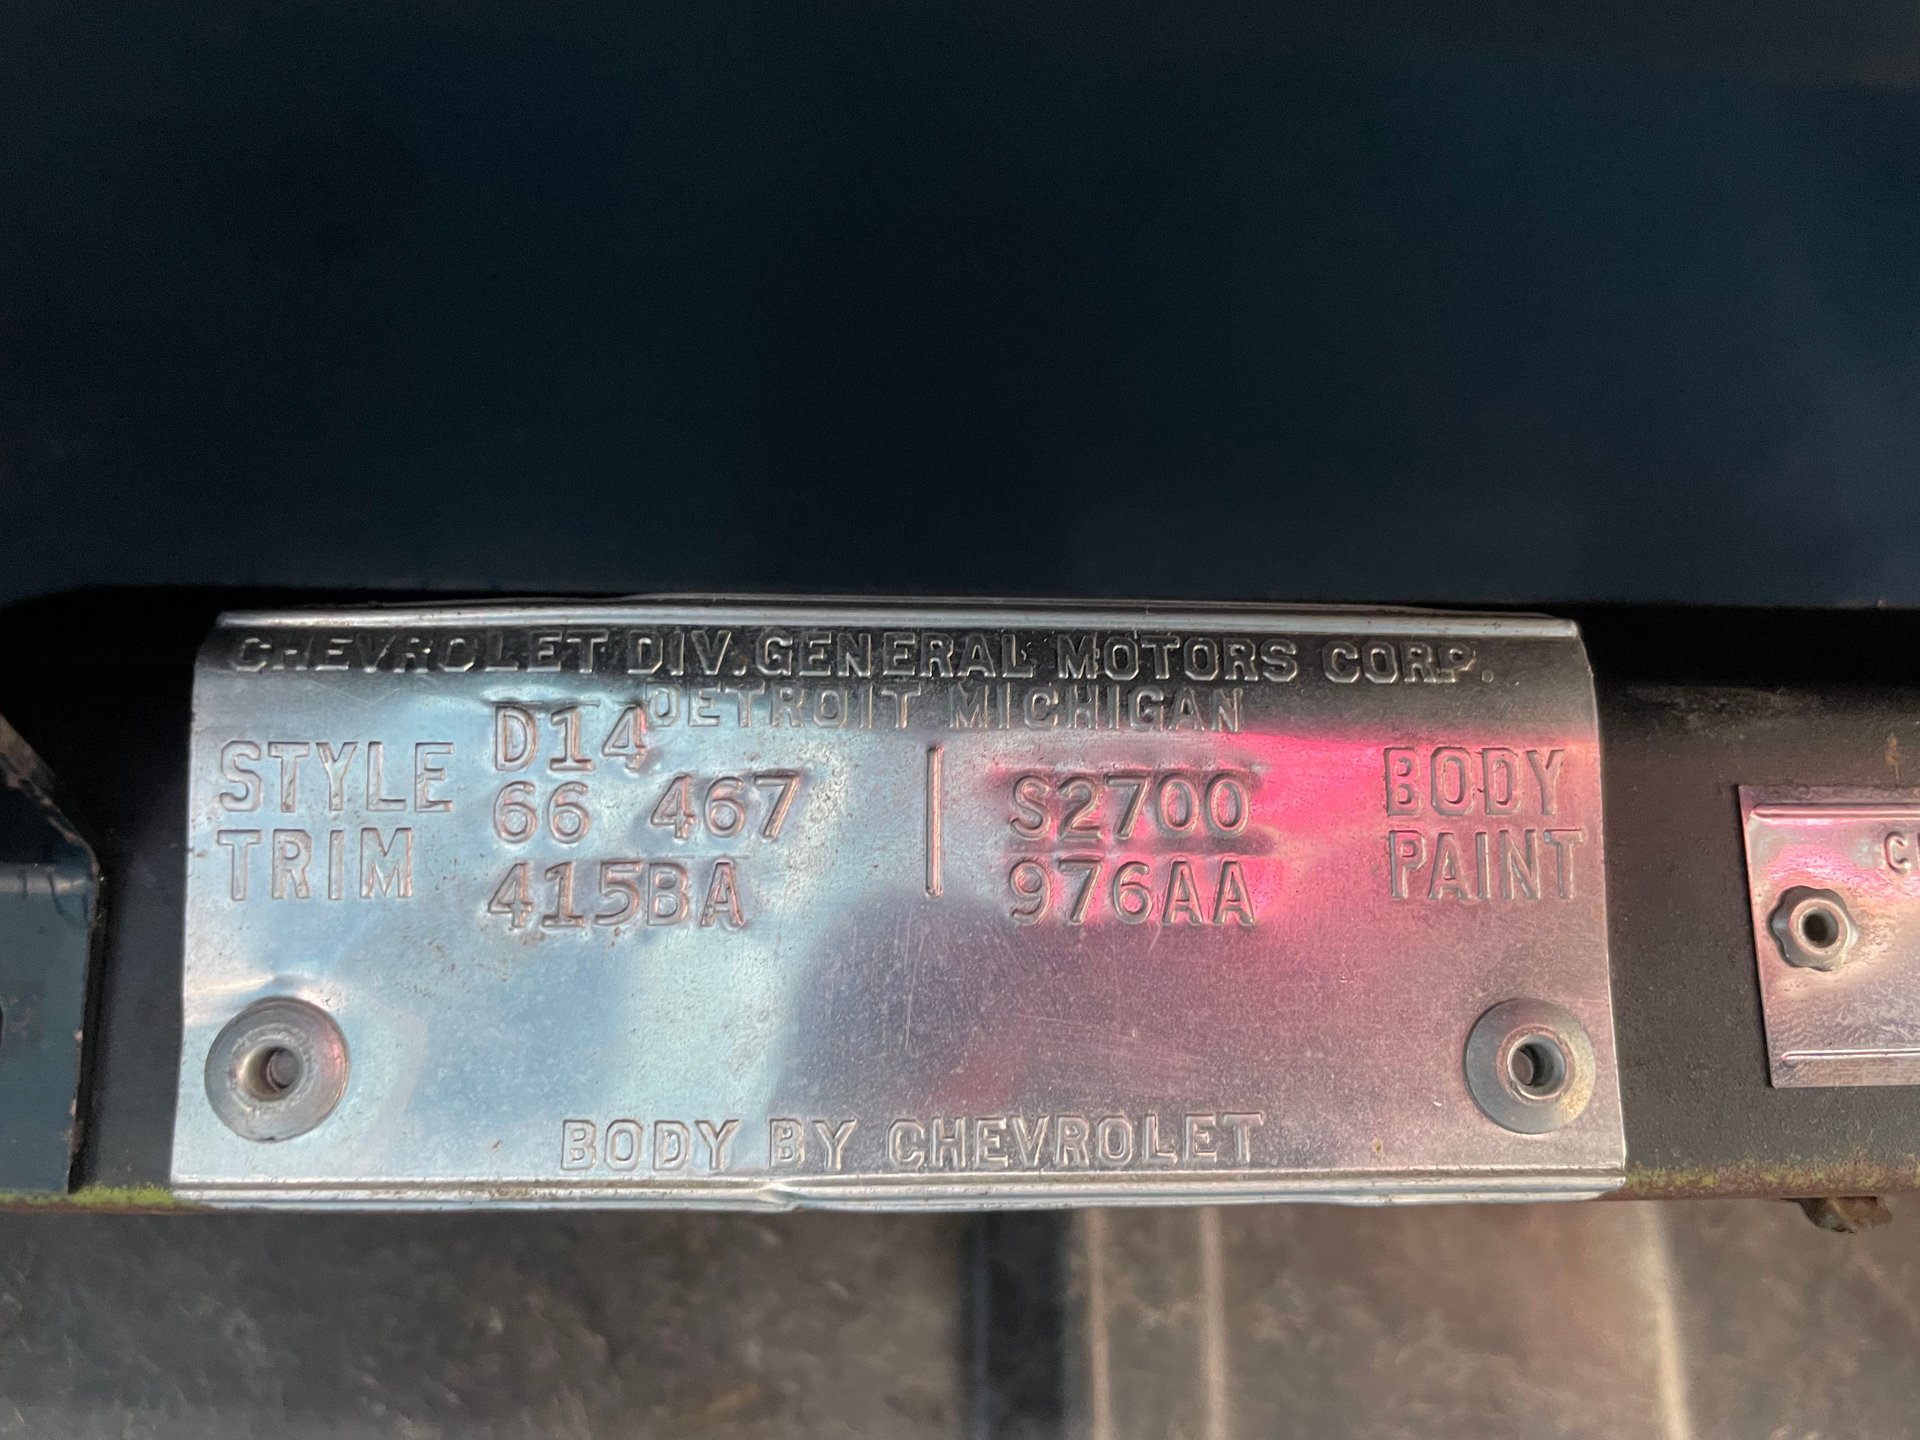 CHEVROLET DIV. GENERAL MOTORS CORP.
DETROIT MICHIGAN
D14
STYLE 66 467 | S2700 BODY
TRIM 415BA 976AA PAINT
BODY BY CHEVROLET
C